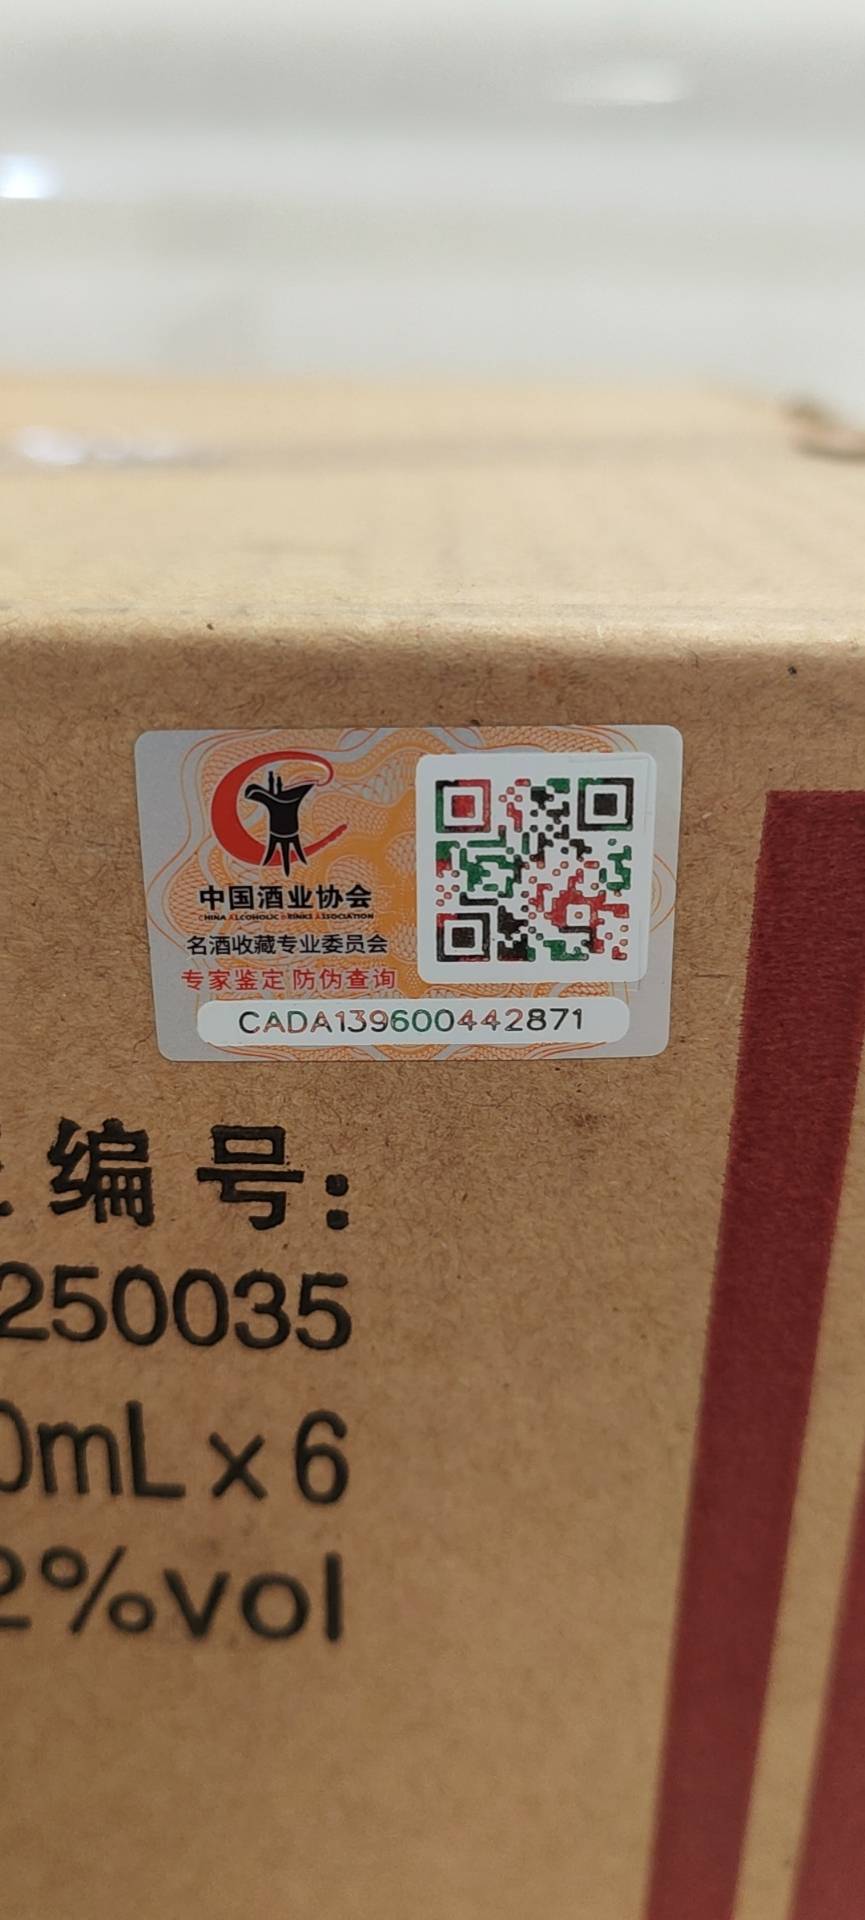 中国酒业协会
CHINA ALCOHOLIC DRINKS ASSOCIATION
名酒收藏专业委员会
专家鉴定 防伪查询
CADA139600442871
编号:
250035
0mL x 6
2%vol